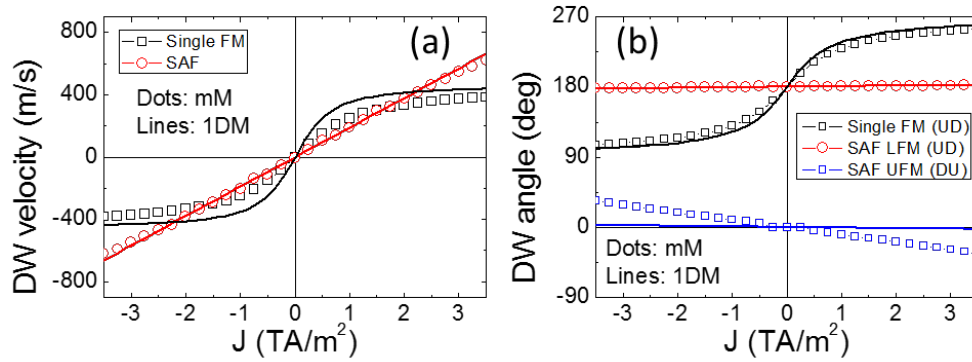 (a)
Single FM
SAF
Dots: mM
Lines: 1DM
DW velocity (m/s)
800
400
0
-400
-800
-3 -2 -1 0 1 2 3
J (TA/m²)
(b)
DW angle (deg)
270
180
90
0
-90
Single FM (UD)
SAF LFM (UD)
SAF UFM (DU)
Dots: mM
Lines: 1DM
-3 -2 -1 0 1 2 3
J (TA/m²)